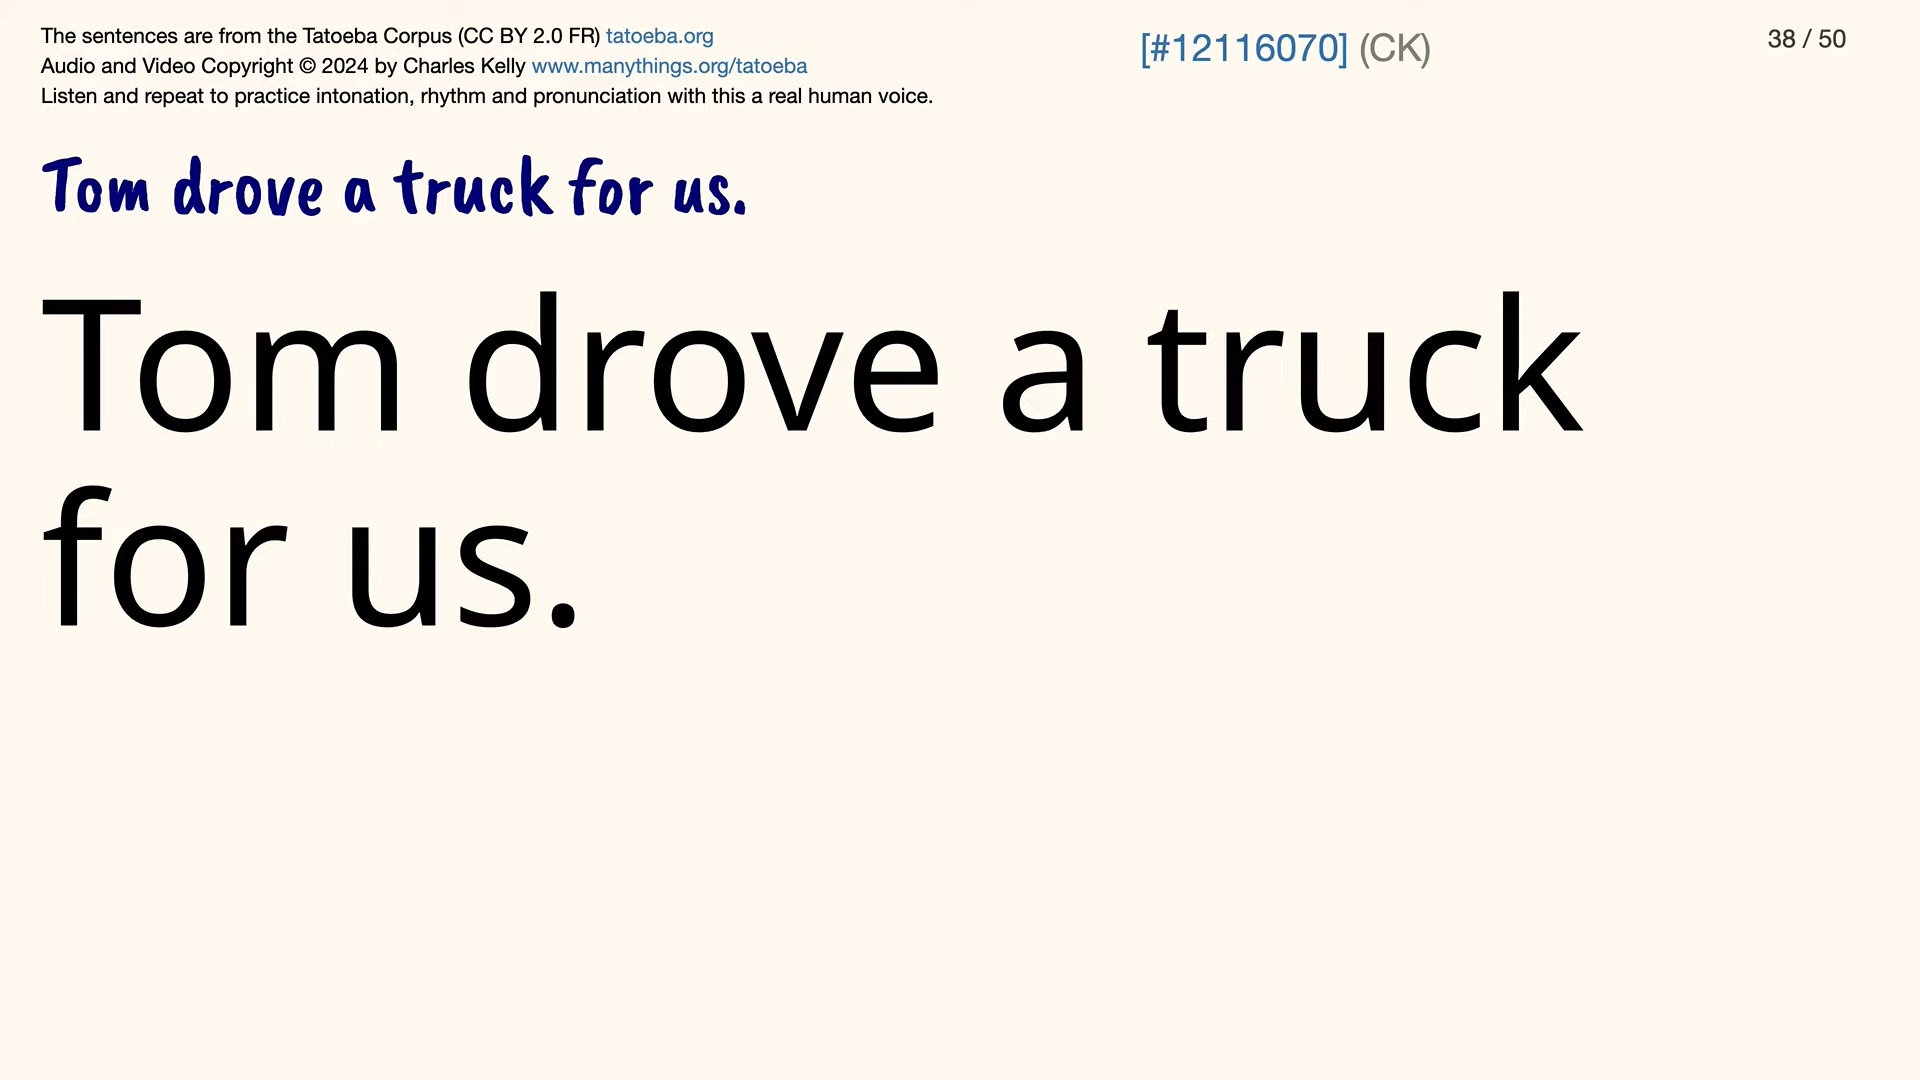 The sentences are from the Tatoeba Corpus (CC BY 2.0 FR) tatoeba.org
Audio and Video Copyright © 2024 by Charles Kelly www.manythings.org/tatoeba
Listen and repeat to practice intonation, rhythm and pronunciation with this a real human voice.
[#12116070] (CK)
38 / 50
Tom drove a truck for us.
Tom drove a truck
for us.